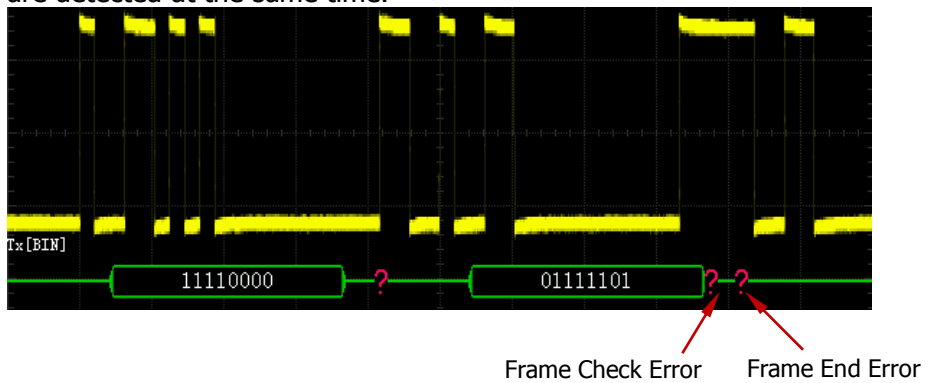 are detected at the same time.
Tx[BIN]
11110000 ? 01111101 ? ?
Frame Check Error Frame End Error